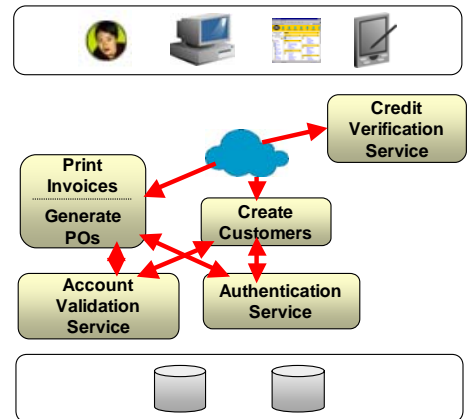 Credit
Verification
Service
Print
Invoices
Generate
POs
Create
Customers
Account
Validation
Service
Authentication
Service